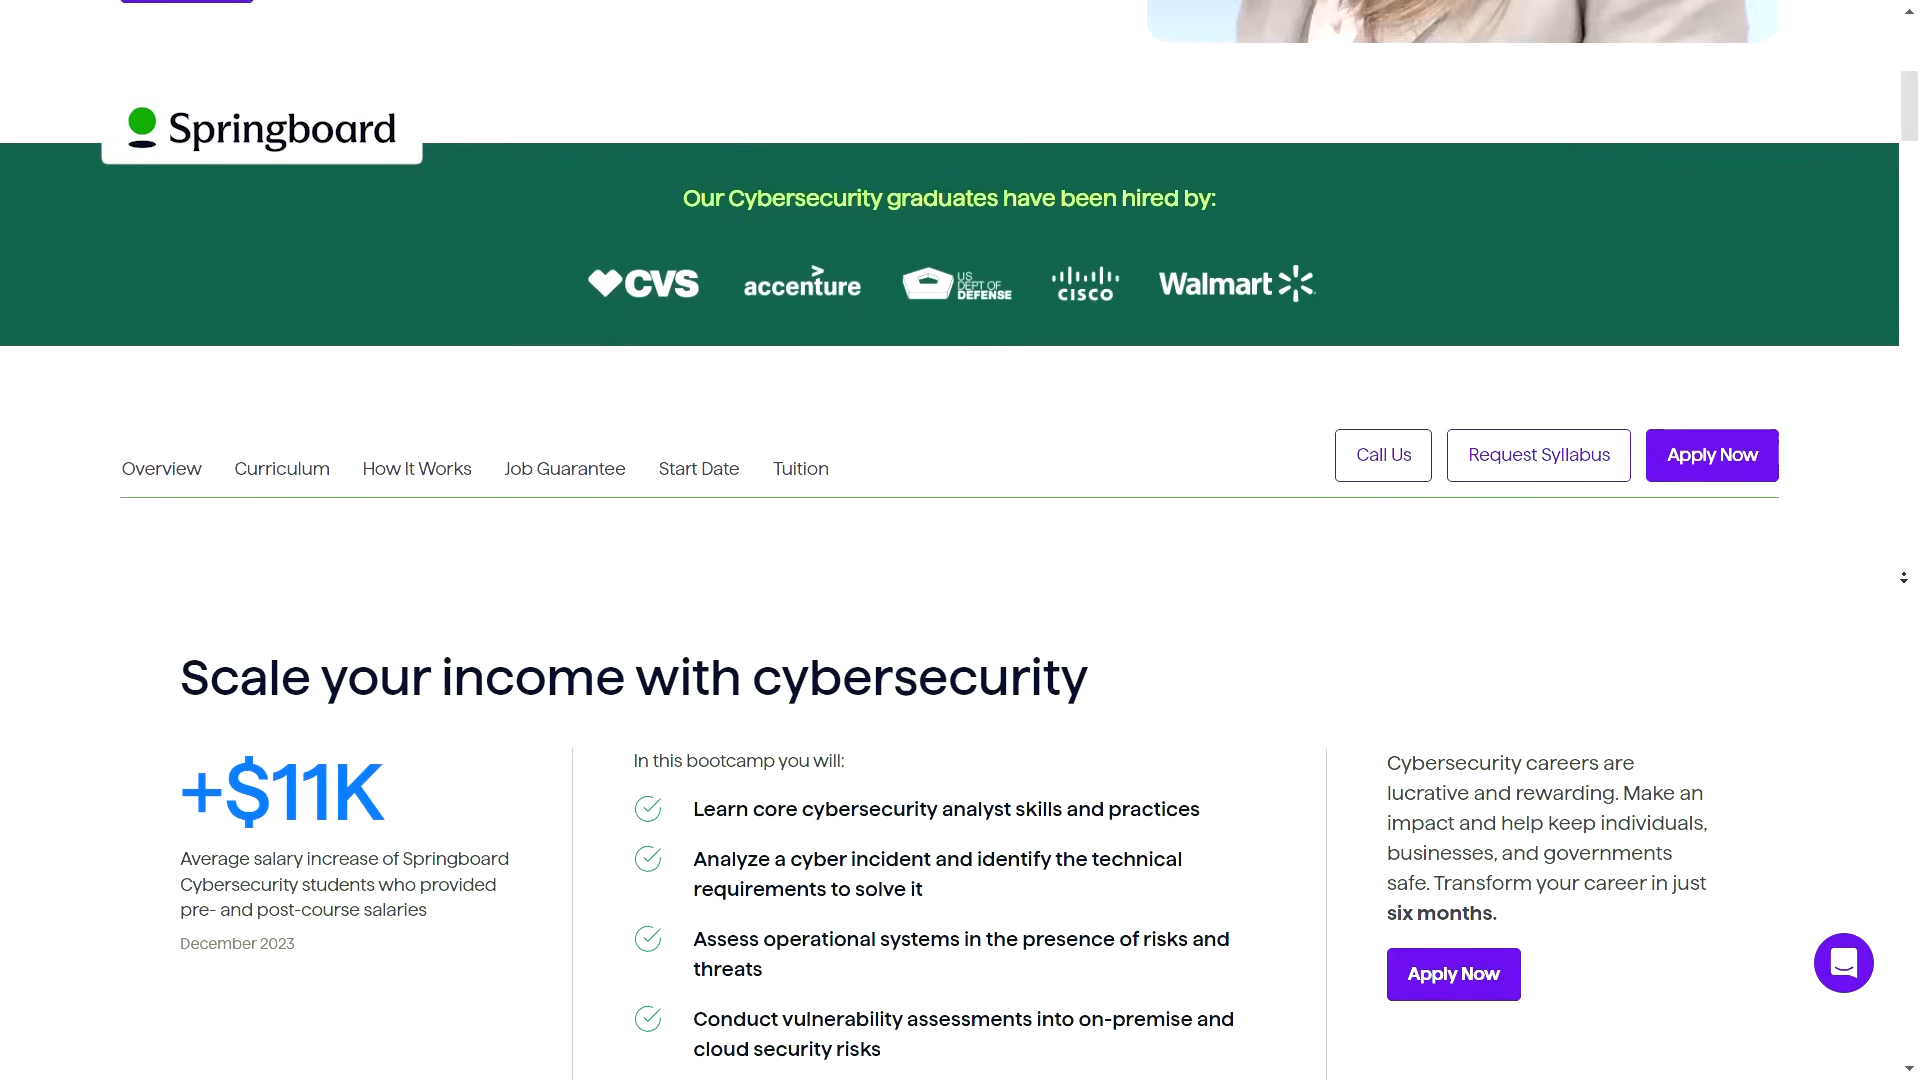 Springboard
Our Cybersecurity graduates have been hired by:
CVS
accenture
US
DEPT OF
DEFENSE
CISCO
Walmart
Overview
Curriculum
How It Works
Job Guarantee
Start Date
Tuition
Call Us
Request Syllabus
Apply Now
Scale your income with cybersecurity
+$11K
Average salary increase of Springboard
Cybersecurity students who provided
pre- and post-course salaries
December 2023
In this bootcamp you will:
Learn core cybersecurity analyst skills and practices
Analyze a cyber incident and identify the technical
requirements to solve it
Assess operational systems in the presence of risks and
threats
Conduct vulnerability assessments into on-premise and
cloud security risks
Cybersecurity careers are
lucrative and rewarding. Make an
impact and help keep individuals,
businesses, and governments
safe. Transform your career in just
six months.
Apply Now